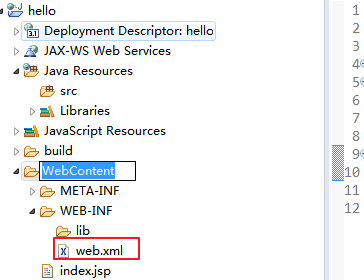 hello
Deployment Descriptor: hello
JAX-WS Web Services
Java Resources
src
Libraries
JavaScript Resources
build
WebContent
META-INF
WEB-INF
lib
web.xml
index.jsp
1
2
3
4
5
6
7
8
9
10
11
12